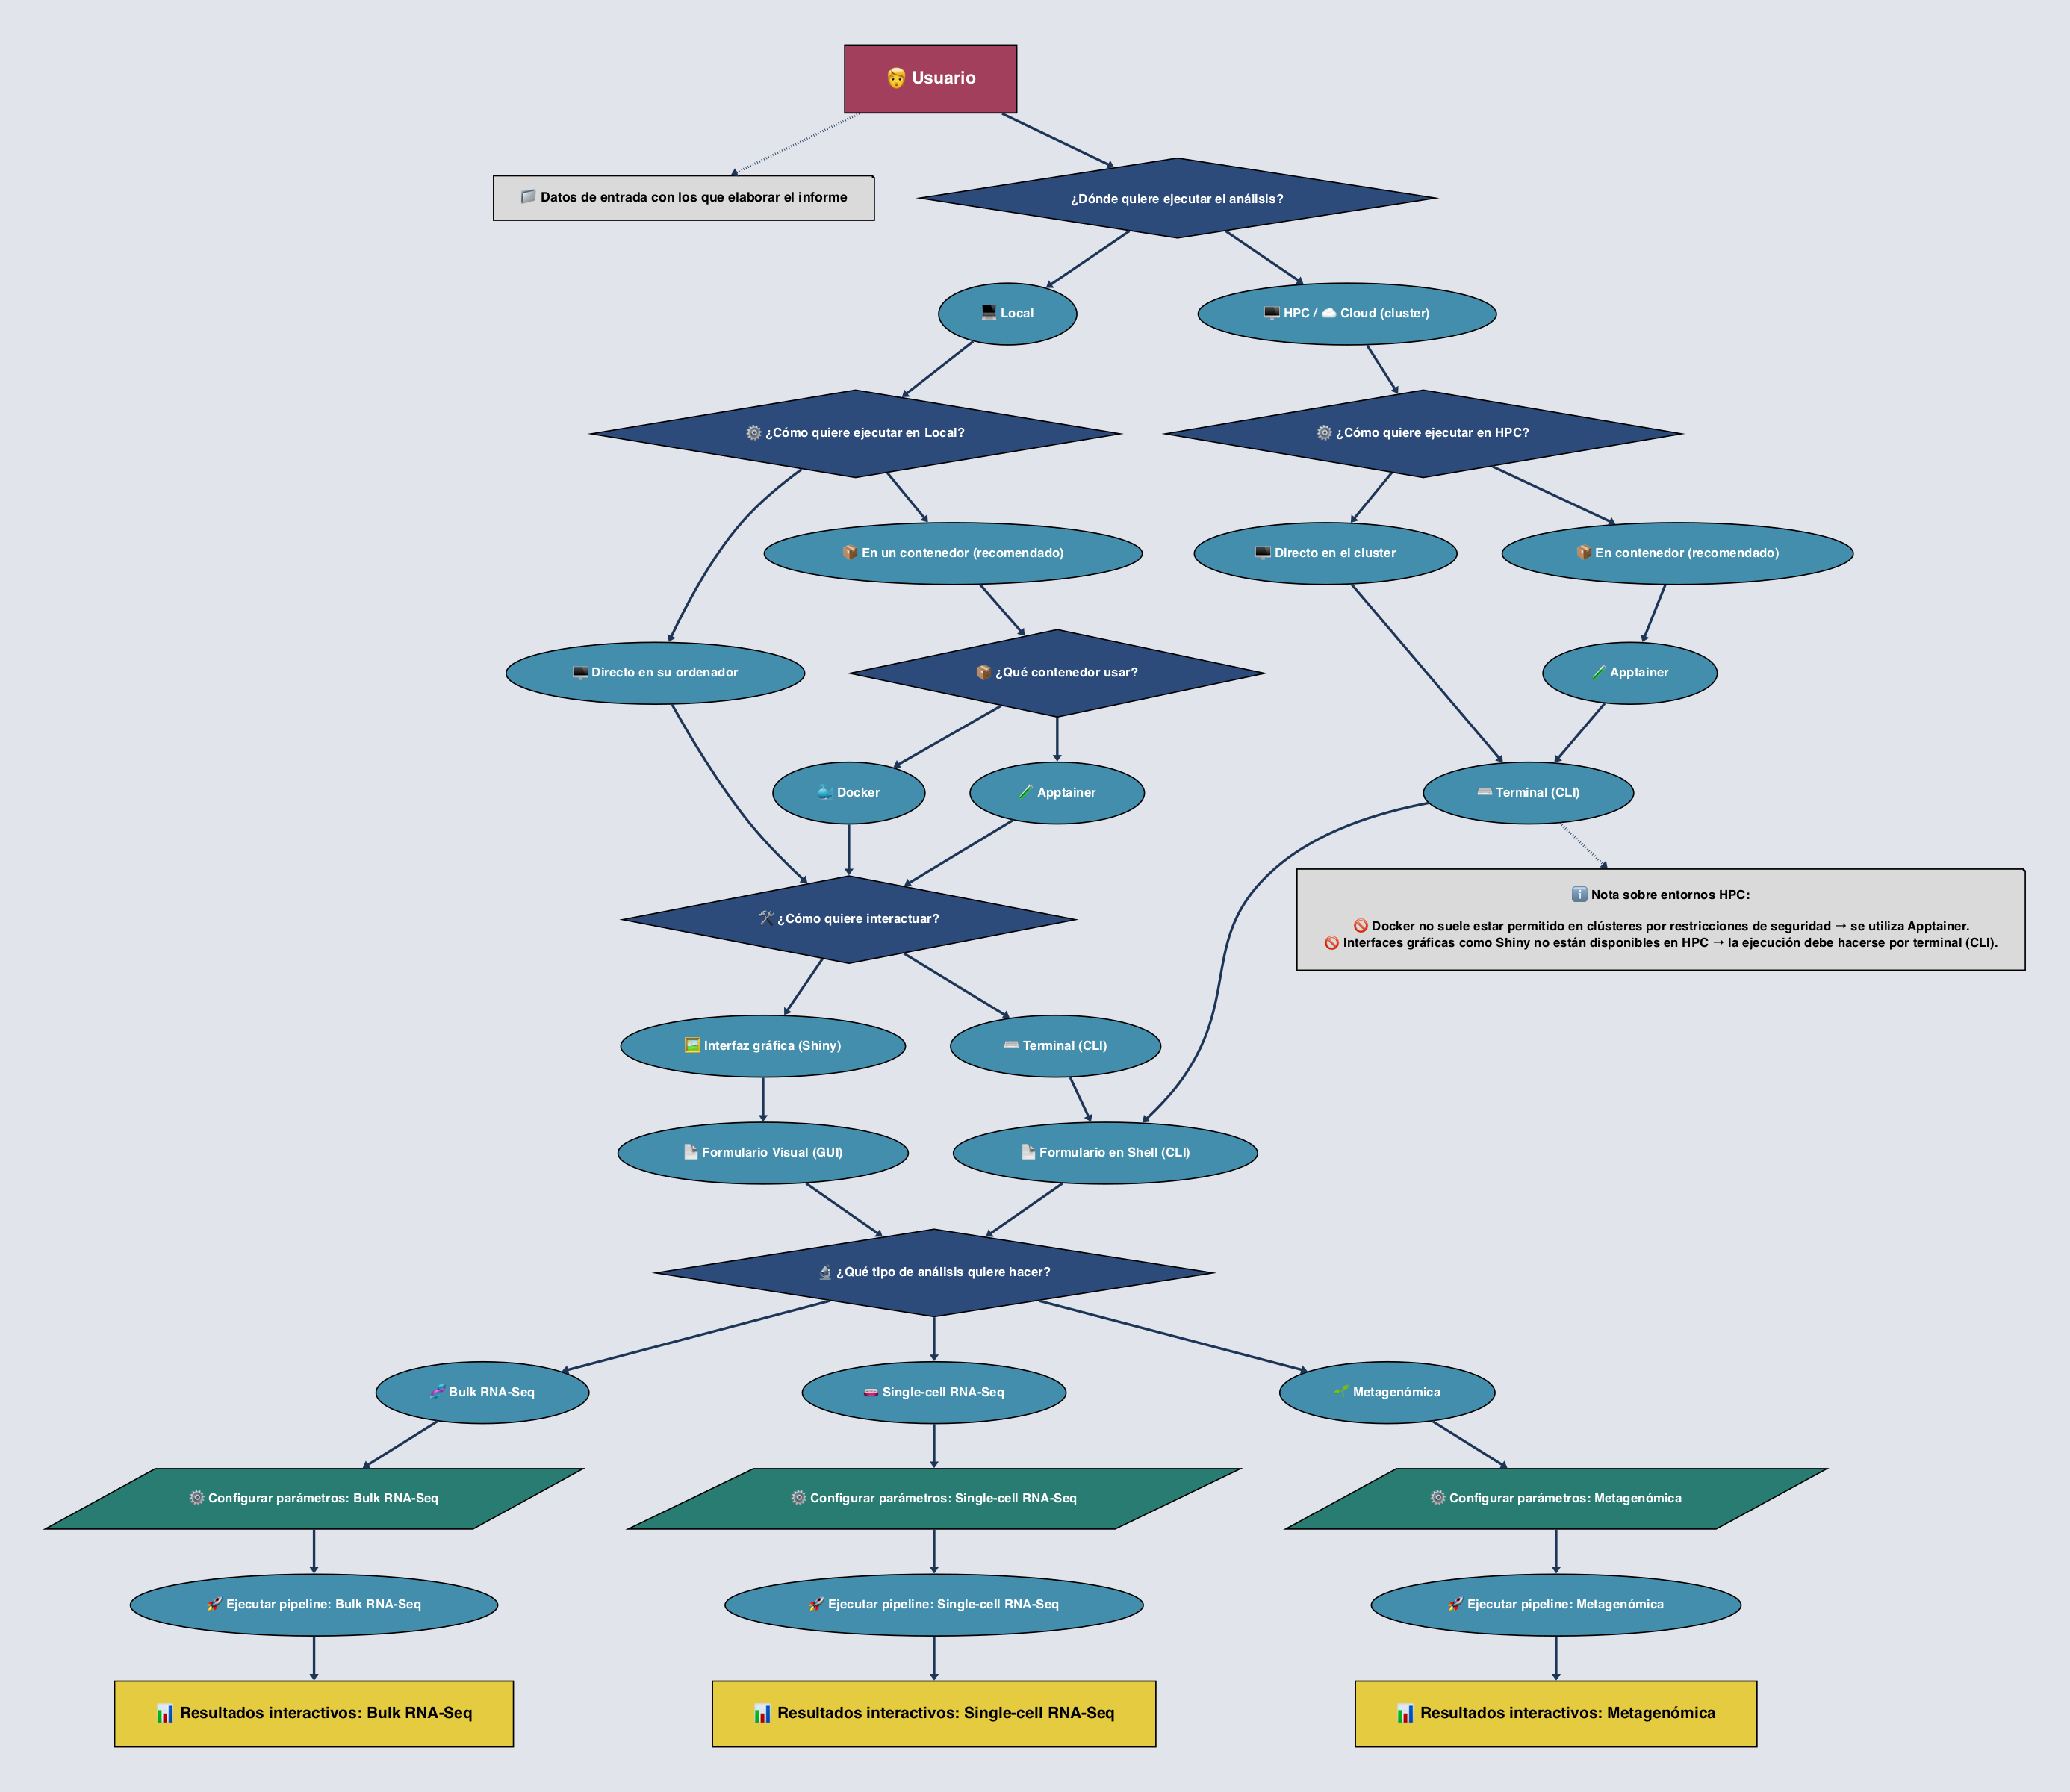 Usuario
Datos de entrada con los que elaborar el informe
¿Dónde quiere ejecutar el análisis?
Local
HPC / Cloud (cluster)
¿Cómo quiere ejecutar en Local?
¿Cómo quiere ejecutar en HPC?
En un contenedor (recomendado)
Directo en el cluster
En contenedor (recomendado)
Directo en su ordenador
¿Qué contenedor usar?
Apptainer
Docker
Apptainer
Terminal (CLI)
Nota sobre entornos HPC:
Docker no suele estar permitido en clústeres por restricciones de seguridad → se utiliza Apptainer.
Interfaces gráficas como Shiny no están disponibles en HPC → la ejecución debe hacerse por terminal (CLI).
¿Cómo quiere interactuar?
Interfaz gráfica (Shiny)
Terminal (CLI)
Formulario Visual (GUI)
Formulario en Shell (CLI)
¿Qué tipo de análisis quiere hacer?
Bulk RNA-Seq
Single-cell RNA-Seq
Metagenómica
Configurar parámetros: Bulk RNA-Seq
Configurar parámetros: Single-cell RNA-Seq
Configurar parámetros: Metagenómica
Ejecutar pipeline: Bulk RNA-Seq
Ejecutar pipeline: Single-cell RNA-Seq
Ejecutar pipeline: Metagenómica
Resultados interactivos: Bulk RNA-Seq
Resultados interactivos: Single-cell RNA-Seq
Resultados interactivos: Metagenómica